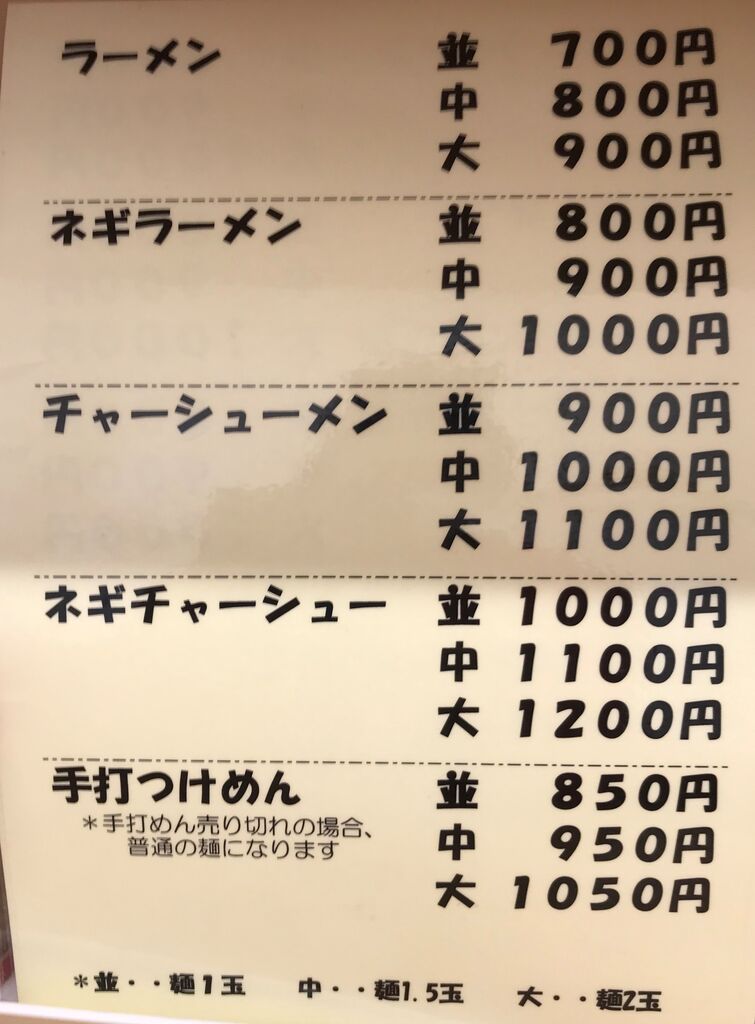 ラーメン 並 700円
中 800円
大 900円
ネギラーメン 並 800円
中 900円
大 1000円
チャーシューメン 並 900円
中 1000円
大 1100円
ネギチャーシュー 並 1000円
中 1100円
大 1200円
手打つけめん 並 850円
＊手打めん売り切れの場合、
普通の麺になります
中 950円
大 1050円
＊並・・麺1玉 中・・麺1.5玉 大・・麺2玉